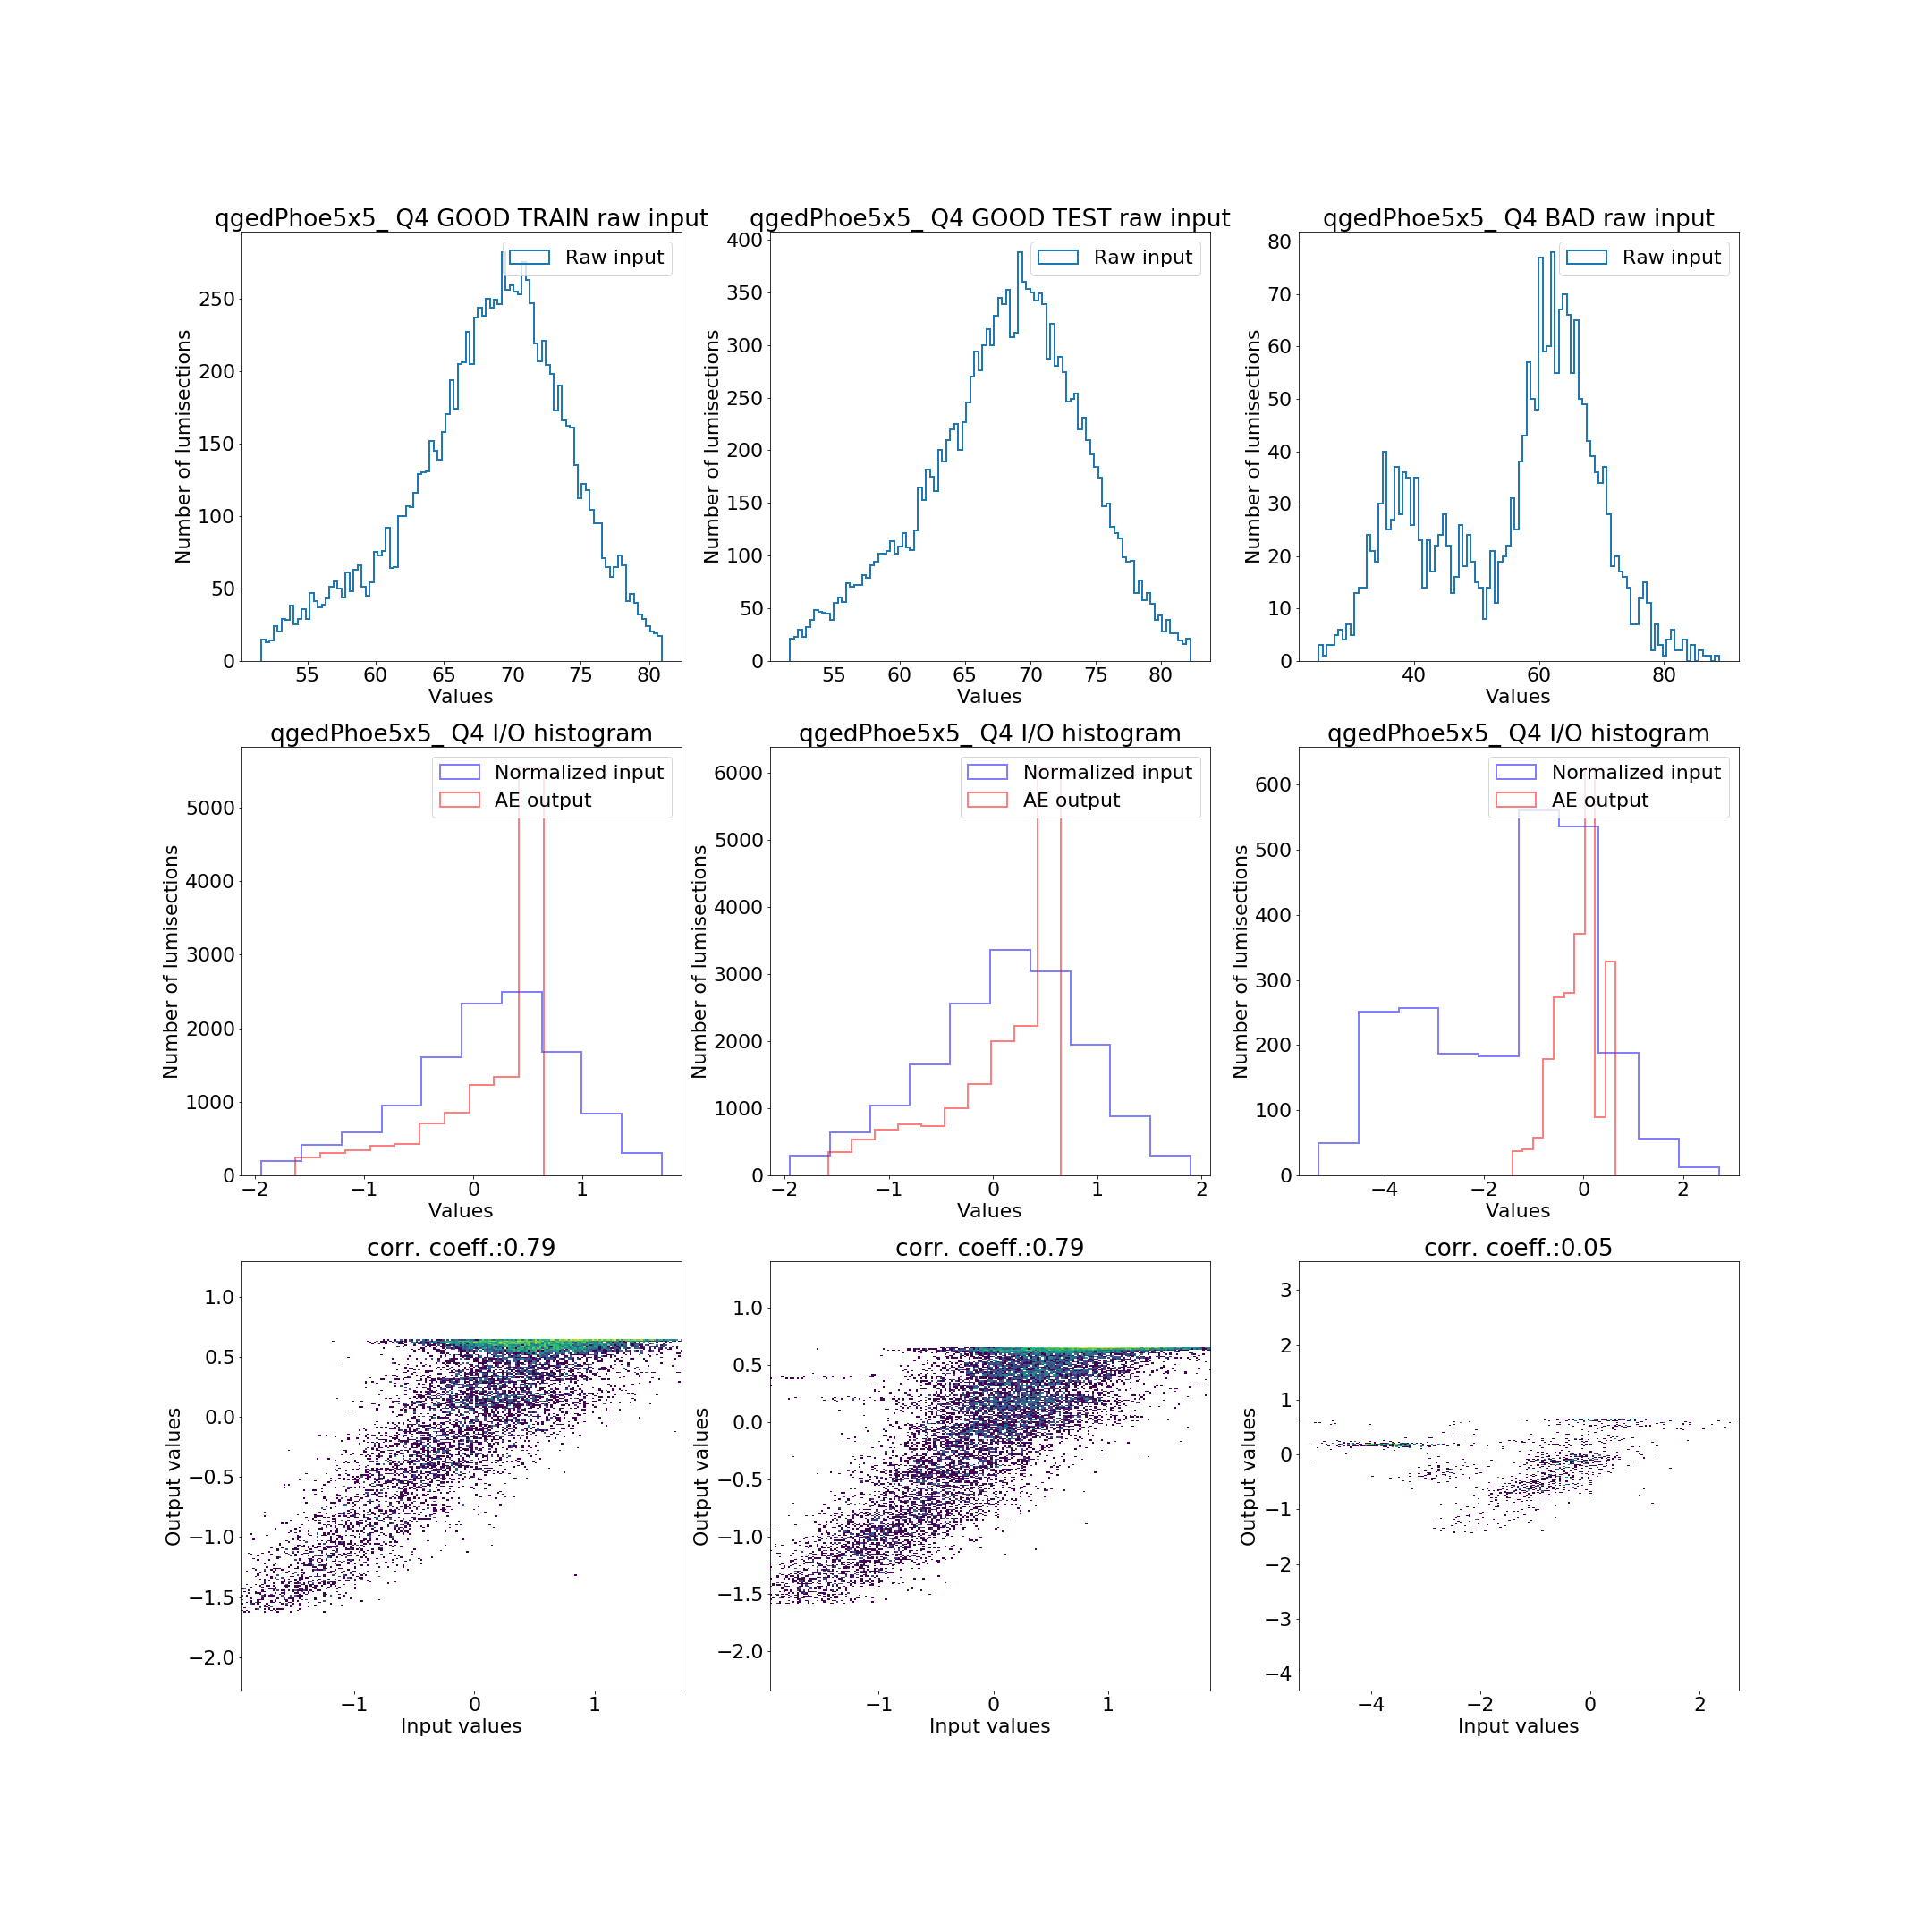 qgedPhoe5x5_ Q4 GOOD TRAIN raw input
Raw input
Number of lumisections
250
200
150
100
50
0
55 60 65 70 75 80
Values
qgedPhoe5x5_ Q4 GOOD TEST raw input
Raw input
Number of lumisections
400
350
300
250
200
150
100
50
0
55 60 65 70 75 80
Values
qgedPhoe5x5_ Q4 BAD raw input
Raw input
Number of lumisections
80
70
60
50
40
30
20
10
0
40 60 80
Values
qgedPhoe5x5_ Q4 I/O histogram
Normalized input
AE output
Number of lumisections
5000
4000
3000
2000
1000
0
−2 −1 0 1
Values
qgedPhoe5x5_ Q4 I/O histogram
Normalized input
AE output
Number of lumisections
6000
5000
4000
3000
2000
1000
0
−2 −1 0 1 2
Values
qgedPhoe5x5_ Q4 I/O histogram
Normalized input
AE output
Number of lumisections
600
500
400
300
200
100
0
−4 −2 0 2
Values
corr. coeff.:0.79
Output values
1.0
0.5
0.0
−0.5
−1.0
−1.5
−2.0
−1 0 1
Input values
corr. coeff.:0.79
Output values
1.0
0.5
0.0
−0.5
−1.0
−1.5
−2.0
−1 0 1
Input values
corr. coeff.:0.05
Output values
3
2
1
0
−1
−2
−3
−4
−4 −2 0 2
Input values